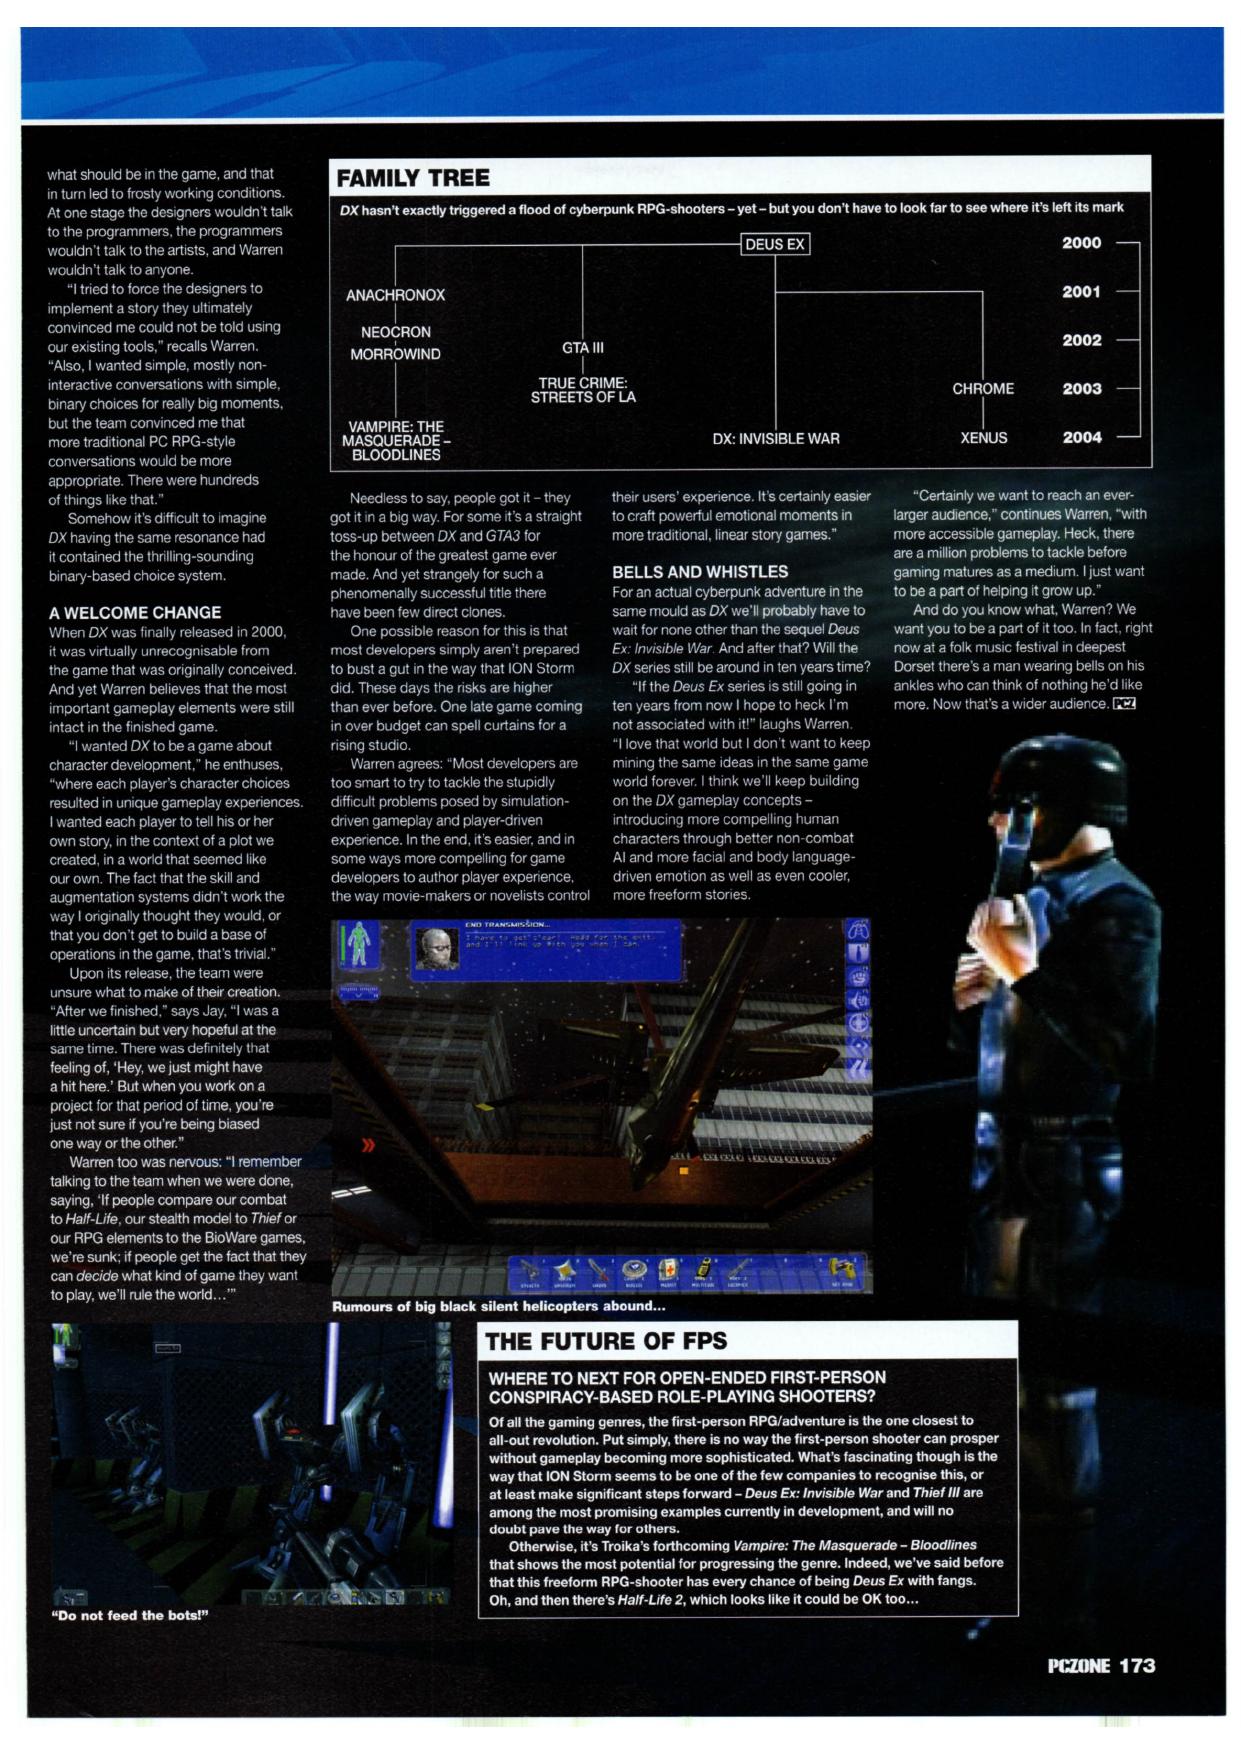 what should be in the game, and that
in turn led to frosty working conditions.
At one stage the designers wouldn't talk
to the programmers, the programmers
wouldn't talk to the artists, and Warren
wouldn't talk to anyone.
"I tried to force the designers to
implement a story they ultimately
convinced me could not be told using
our existing tools," recalls Warren.
"Also, I wanted simple, mostly non-
interactive conversations with simple,
binary choices for really big moments,
but the team convinced me that
more traditional PC RPG-style
conversations would be more
appropriate. There were hundreds
of things like that."
Somehow it's difficult to imagine
DX having the same resonance had
it contained the thrilling-sounding
binary-based choice system.
A WELCOME CHANGE
When DX was finally released in 2000,
it was virtually unrecognisable from
the game that was originally conceived.
And yet Warren believes that the most
important gameplay elements were still
intact in the finished game.
"I wanted DX to be a game about
character development," he enthuses,
"where each player's character choices
resulted in unique gameplay experiences.
I wanted each player to tell his or her
own story, in the context of a plot we
created, in a world that seemed like
our own. The fact that the skill and
augmentation systems didn't work the
way I originally thought they would, or
that you don't get to build a base of
operations in the game, that's trivial."
Upon its release, the team were
unsure what to make of their creation.
"After we finished," says Jay, "I was a
little uncertain but very hopeful at the
same time. There was definitely that
feeling of, 'Hey, we just might have
a hit here.' But when you work on a
project for that period of time, you're
just not sure if you're being biased
one way or the other."
Warren too was nervous: "I remember
talking to the team when we were done,
saying, 'If people compare our combat
to Half-Life, our stealth model to Thief or
our RPG elements to the BioWare games,
we're sunk; if people get the fact that they
can decide what kind of game they want
to play, we'll rule the world...'"
FAMILY TREE
DX hasn't exactly triggered a flood of cyberpunk RPG-shooters – yet – but you don't have to look far to see where it's left its mark
DEUS EX
2000
ANACHRONOX
2001
NEOCRON
MORROWIND
GTA III
2002
TRUE CRIME:
STREETS OF LA
CHROME
2003
VAMPIRE: THE
MASQUERADE –
BLOODLINES
DX: INVISIBLE WAR
XENUS
2004
Needless to say, people got it – they
got it in a big way. For some it's a straight
toss-up between DX and GTA3 for
the honour of the greatest game ever
made. And yet strangely for such a
phenomenally successful title there
have been few direct clones.
One possible reason for this is that
most developers simply aren't prepared
to bust a gut in the way that ION Storm
did. These days the risks are higher
than ever before. One late game coming
in over budget can spell curtains for a
rising studio.
Warren agrees: "Most developers are
too smart to try to tackle the stupidly
difficult problems posed by simulation-
driven gameplay and player-driven
experience. In the end, it's easier, and in
some ways more compelling for game
developers to author player experience,
the way movie-makers or novelists control
their users' experience. It's certainly easier
to craft powerful emotional moments in
more traditional, linear story games."
BELLS AND WHISTLES
For an actual cyberpunk adventure in the
same mould as DX we'll probably have to
wait for none other than the sequel Deus
Ex: Invisible War. And after that? Will the
DX series still be around in ten years time?
"If the Deus Ex series is still going in
ten years from now I hope to heck I'm
not associated with it!" laughs Warren.
"I love that world but I don't want to keep
mining the same ideas in the same game
world forever. I think we'll keep building
on the DX gameplay concepts –
introducing more compelling human
characters through better non-combat
AI and more facial and body language-
driven emotion as well as even cooler,
more freeform stories.
"Certainly we want to reach an ever-
larger audience," continues Warren, "with
more accessible gameplay. Heck, there
are a million problems to tackle before
gaming matures as a medium. I just want
to be a part of helping it grow up."
And do you know what, Warren? We
want you to be a part of it too. In fact, right
now at a folk music festival in deepest
Dorset there's a man wearing bells on his
ankles who can think of nothing he'd like
more. Now that's a wider audience. PCZ
END TRANSMISSION...
I have to get clear! Head for the exit,
and I'll link up with you when I can.
Rumours of big black silent helicopters abound...
"Do not feed the bots!"
THE FUTURE OF FPS
WHERE TO NEXT FOR OPEN-ENDED FIRST-PERSON
CONSPIRACY-BASED ROLE-PLAYING SHOOTERS?
Of all the gaming genres, the first-person RPG/adventure is the one closest to
all-out revolution. Put simply, there is no way the first-person shooter can prosper
without gameplay becoming more sophisticated. What's fascinating though is the
way that ION Storm seems to be one of the few companies to recognise this, or
at least make significant steps forward – Deus Ex: Invisible War and Thief III are
among the most promising examples currently in development, and will no
doubt pave the way for others.
Otherwise, it's Troika's forthcoming Vampire: The Masquerade – Bloodlines
that shows the most potential for progressing the genre. Indeed, we've said before
that this freeform RPG-shooter has every chance of being Deus Ex with fangs.
Oh, and then there's Half-Life 2, which looks like it could be OK too...
PCZONE 173